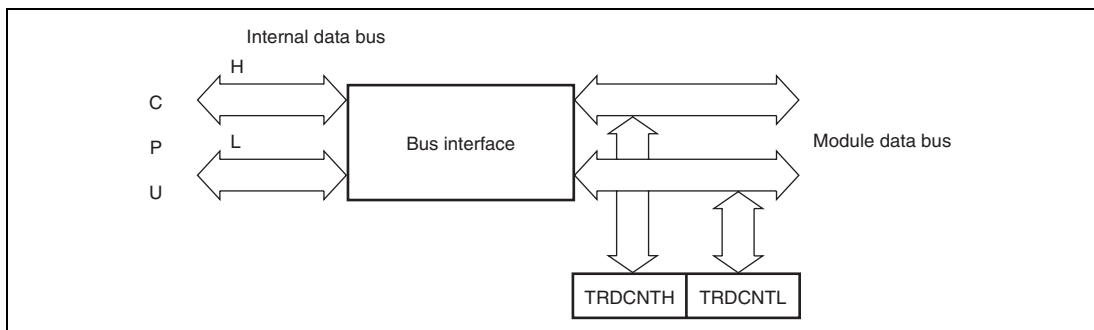 Internal data bus
H
C
P
U
L
Bus interface
Module data bus
TRDCNTH TRDCNTL